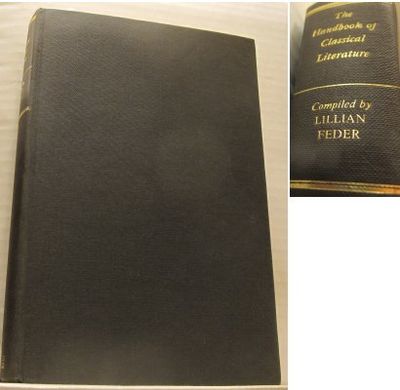 The
Handbook of
Classical
Literature
Compiled by
LILLIAN
FEDER